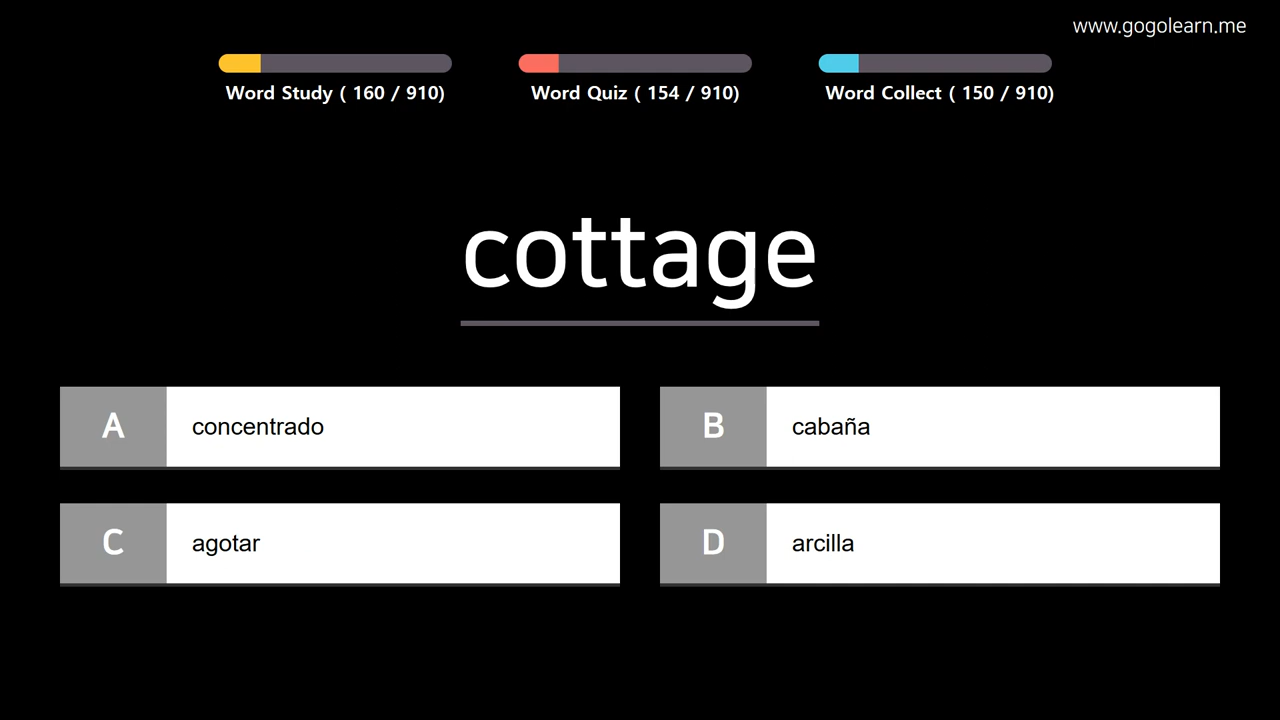 www.gogolearn.me
Word Study ( 160 / 910)
Word Quiz ( 154 / 910)
Word Collect ( 150 / 910)
cottage
A
concentrado
B
cabaña
C
agotar
D
arcilla